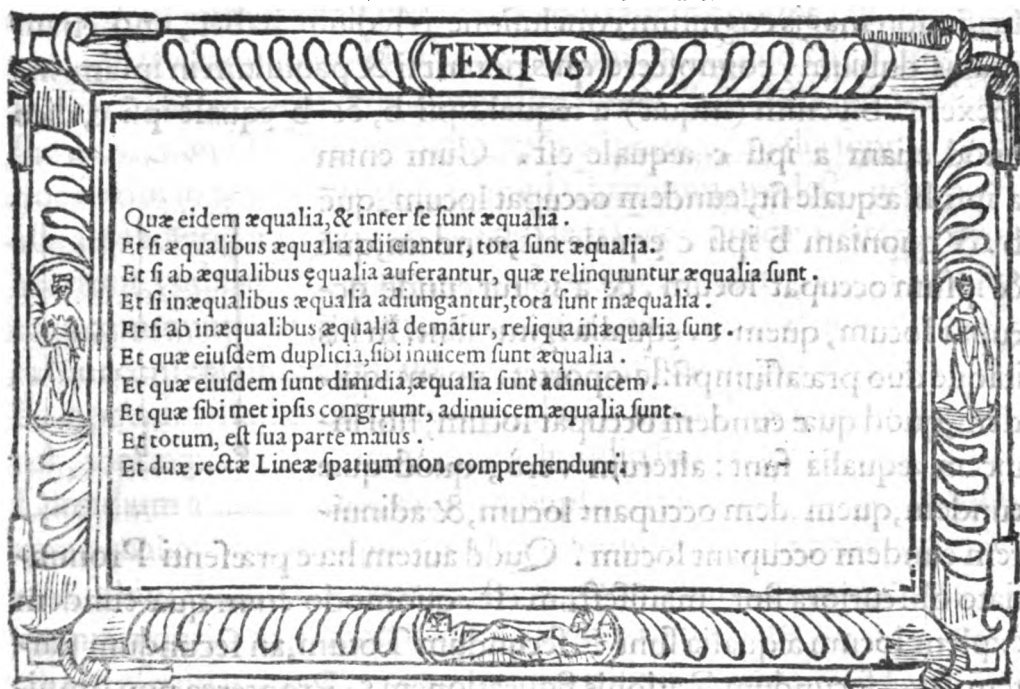 TEXTVS
Quæ eidem æqualia, & inter se sunt æqualia.
Et si æqualibus æqualia adijciantur, tota sunt æqualia.
Et si ab æqualibus ęqualia auferantur, quæ relinquuntur æqualia sunt.
Et si inæqualibus æqualia adiungantur, tota sunt inæqualia.
Et si ab inæqualibus æqualia demãtur, reliqua inæqualia sunt.
Et quæ eiusdem duplicia, sibi inuicem sunt æqualia.
Et quæ eiusdem sunt dimidia, æqualia sunt adinuicem.
Et quæ sibi met ipsis congruunt, adinuicem æqualia sunt.
Et totum, est sua parte maius.
Et duæ rectæ Lineæ spatium non comprehendunt.